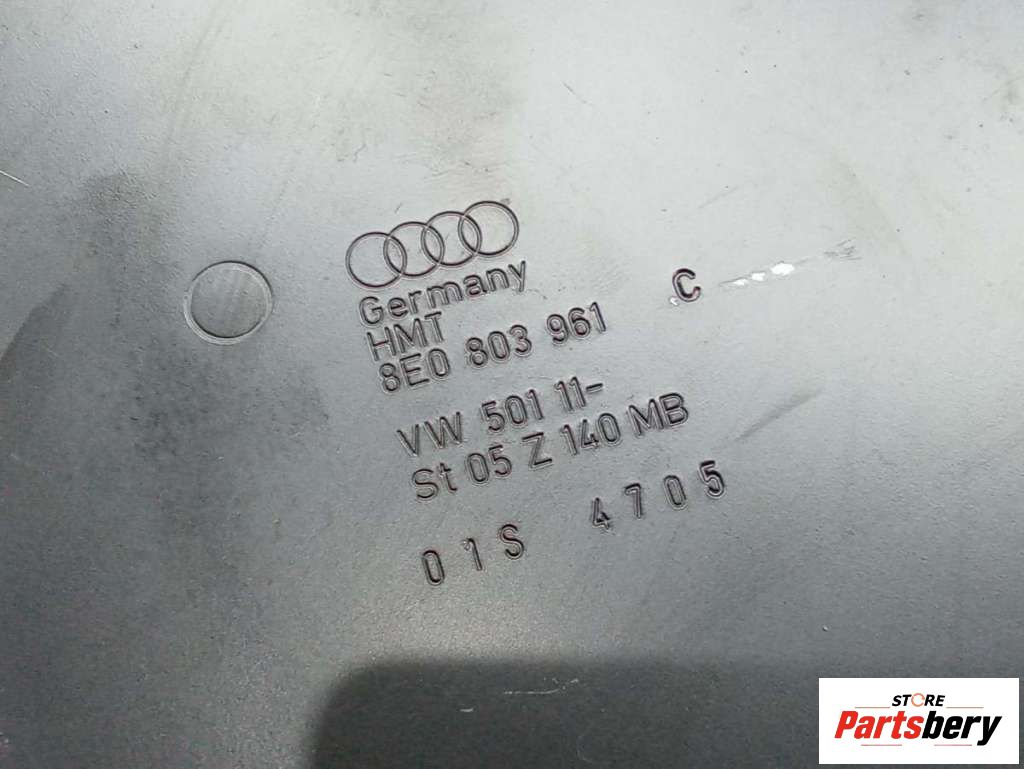 Germany
HMT
8E0 803 961 C
VW 501 11-
St 05 Z 140 MB
01S 4705
STORE
Partsbery